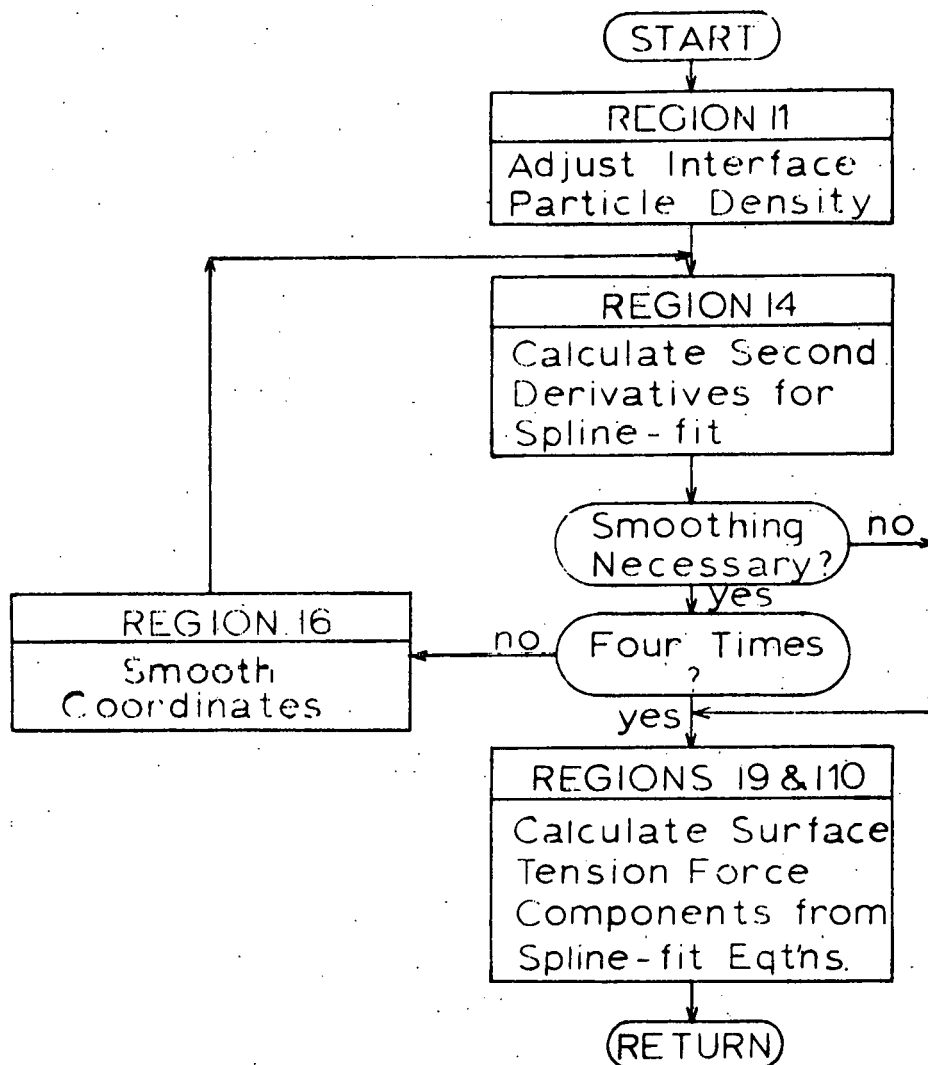 START
REGION I1
Adjust Interface
Particle Density
REGION I4
Calculate Second
Derivatives for
Spline-fit
Smoothing
Necessary?
no
yes
REGION I6
Smooth
Coordinates
no
Four Times
?
yes
REGIONS I9 & I10
Calculate Surface
Tension Force
Components from
Spline-fit Eqt'ns.
RETURN